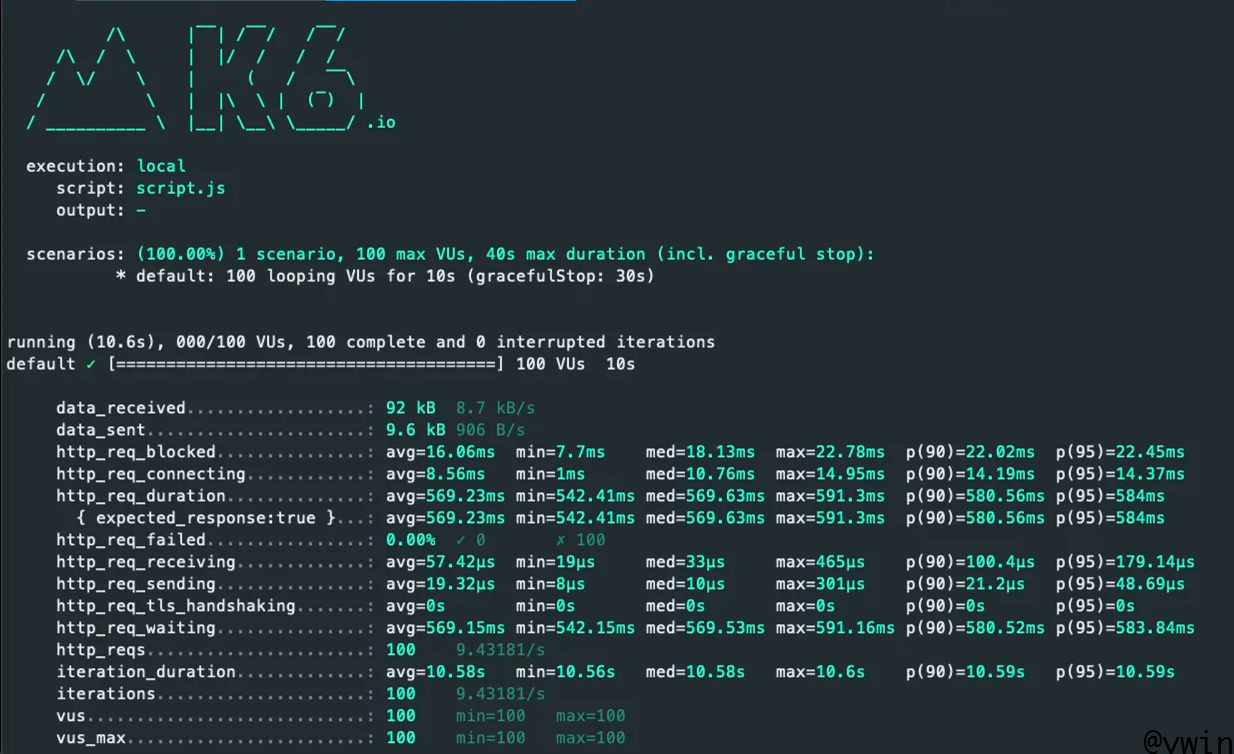 /\      |‾‾| /‾‾/   /‾‾/
     /\  /  \     |  |/  /   /  /
    /  \/    \    |     (   /   ‾‾\
   /          \   |  |\  \ |  (‾)  |
  / __________ \  |__| \__\ \_____/ .io
execution: local
script: script.js
output: -
scenarios: (100.00%) 1 scenario, 100 max VUs, 40s max duration (incl. graceful stop):
* default: 100 looping VUs for 10s (gracefulStop: 30s)
running (10.6s), 000/100 VUs, 100 complete and 0 interrupted iterations
default ✓ [======================================] 100 VUs  10s
data_received..................: 92 kB  8.7 kB/s
data_sent......................: 9.6 kB 906 B/s
http_req_blocked...............: avg=16.06ms  min=7.7ms    med=18.13ms  max=22.78ms  p(90)=22.02ms  p(95)=22.45ms
http_req_connecting............: avg=8.56ms   min=1ms      med=10.76ms  max=14.95ms  p(90)=14.19ms  p(95)=14.37ms
http_req_duration..............: avg=569.23ms min=542.41ms med=569.63ms max=591.3ms  p(90)=580.56ms p(95)=584ms
{ expected_response:true }...: avg=569.23ms min=542.41ms med=569.63ms max=591.3ms  p(90)=580.56ms p(95)=584ms
http_req_failed................: 0.00%  ✓ 0       ✗ 100
http_req_receiving.............: avg=57.42µs  min=19µs     med=33µs     max=465µs    p(90)=100.4µs  p(95)=179.14µs
http_req_sending...............: avg=19.32µs  min=8µs      med=10µs     max=301µs    p(90)=21.2µs   p(95)=48.69µs
http_req_tls_handshaking.......: avg=0s       min=0s       med=0s       max=0s       p(90)=0s       p(95)=0s
http_req_waiting...............: avg=569.15ms min=542.15ms med=569.53ms max=591.16ms p(90)=580.52ms p(95)=583.84ms
http_reqs......................: 100    9.43181/s
iteration_duration.............: avg=10.58s   min=10.56s   med=10.58s   max=10.6s    p(90)=10.59s   p(95)=10.59s
iterations.....................: 100    9.43181/s
vus............................: 100    min=100   max=100
vus_max........................: 100    min=100   max=100
@vwin